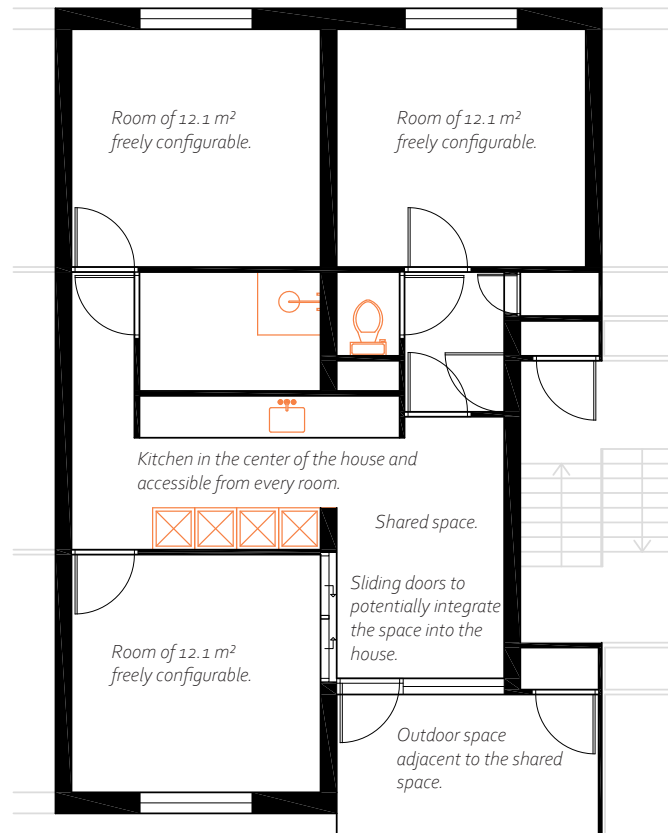 Room of 12.1 m²
freely configurable.
Room of 12.1 m²
freely configurable.
Kitchen in the center of the house and
accessible from every room.
Shared space.
Sliding doors to
potentially integrate
the space into the
house.
Room of 12.1 m²
freely configurable.
Outdoor space
adjacent to the shared
space.